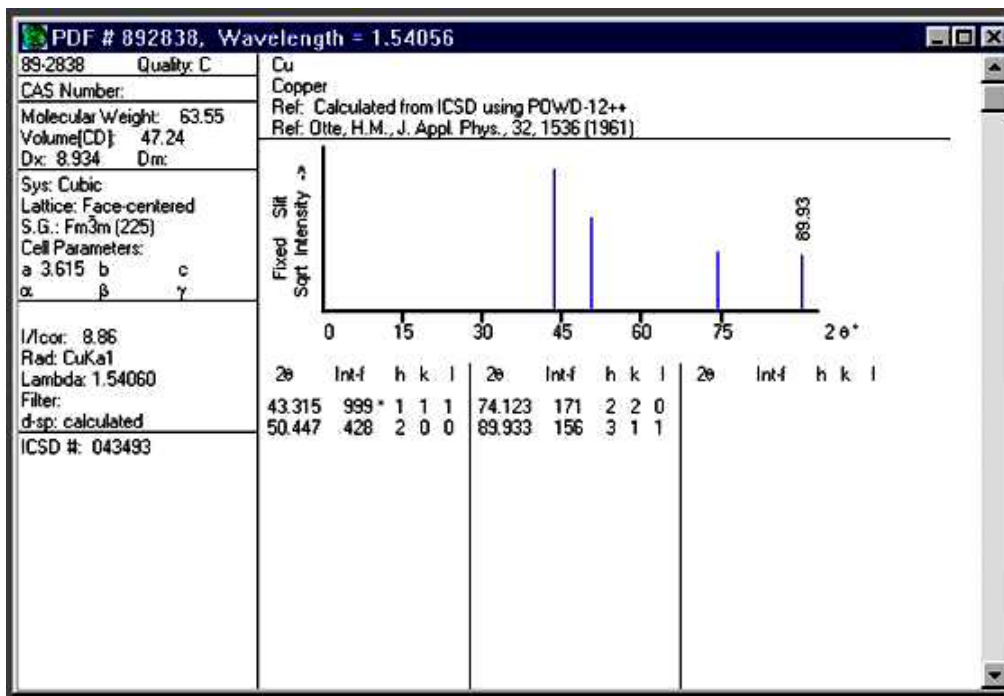 PDF # 892838, Wavelength = 1.54056
89-2838 Quality: C
CAS Number:
Molecular Weight: 63.55
Volume[CD]: 47.24
Dx: 8.934 Dm:
Sys: Cubic
Lattice: Face-centered
S.G.: Fm3̅m (225)
Cell Parameters:
a 3.615 b c
α β γ
I/Icor: 8.86
Rad: CuKa1
Lambda: 1.54060
Filter:
d-sp: calculated
ICSD #: 043493
Cu
Copper
Ref: Calculated from ICSD using POWD-12++
Ref: Otte, H.M., J. Appl. Phys., 32, 1536 (1961)
Fixed Slit
Sqrt Intensity ->
89.93
0 15 30 45 60 75 2 θ°
2θ Int-f h k l 2θ Int-f h k l 2θ Int-f h k l
43.315 999 * 1 1 1 74.123 171 2 2 0
50.447 428 2 0 0 89.933 156 3 1 1